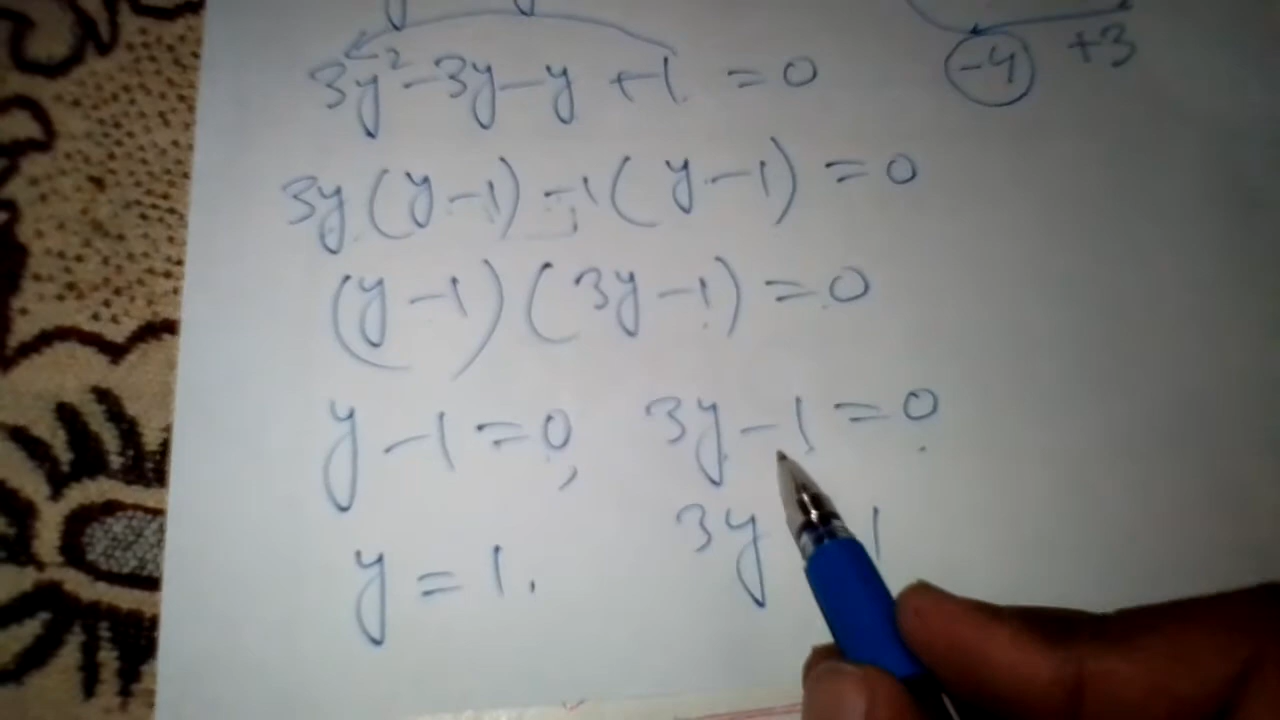 -4 +3
3y² - 3y - y + 1 = 0
3y (y - 1) - 1 (y - 1) = 0
(y - 1) (3y - 1) = 0
y - 1 = 0, 3y - 1 = 0
y = 1. 3y 1